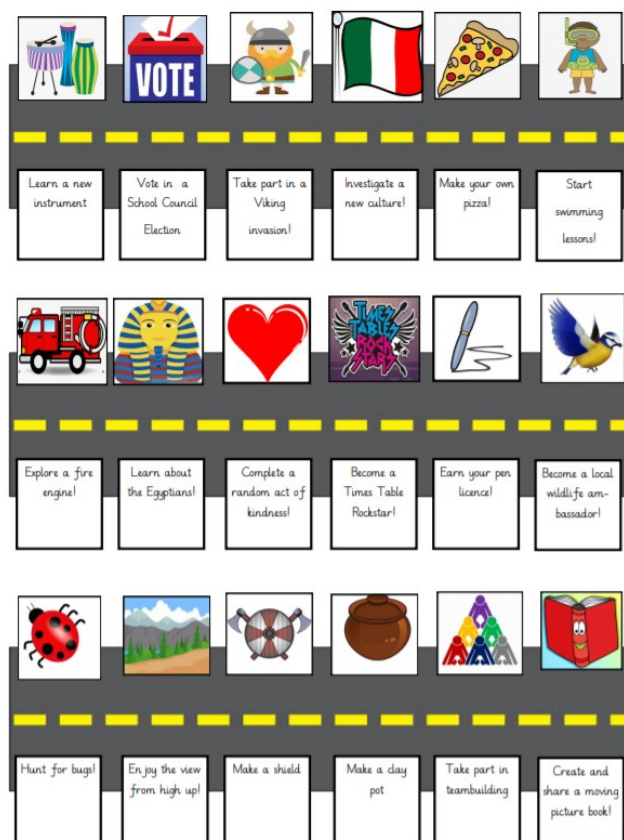 VOTE
Learn a new
instrument
Vote in a
School Council
Election
Take part in a
Viking
invasion!
Investigate a
new culture!
Make your own
pizza!
Start
swimming
lessons!
TIMES
TABLES
ROCK
STARS
Explore a fire
engine!
Learn about
the Egyptians!
Complete a
random act of
kindness!
Become a
Times Table
Rockstar!
Earn your pen
licence!
Become a local
wildlife am-
bassador!
Hunt for bugs!
Enjoy the view
from high up!
Make a shield
Make a clay
pot
Take part in
teambuilding
Create and
share a moving
picture book!